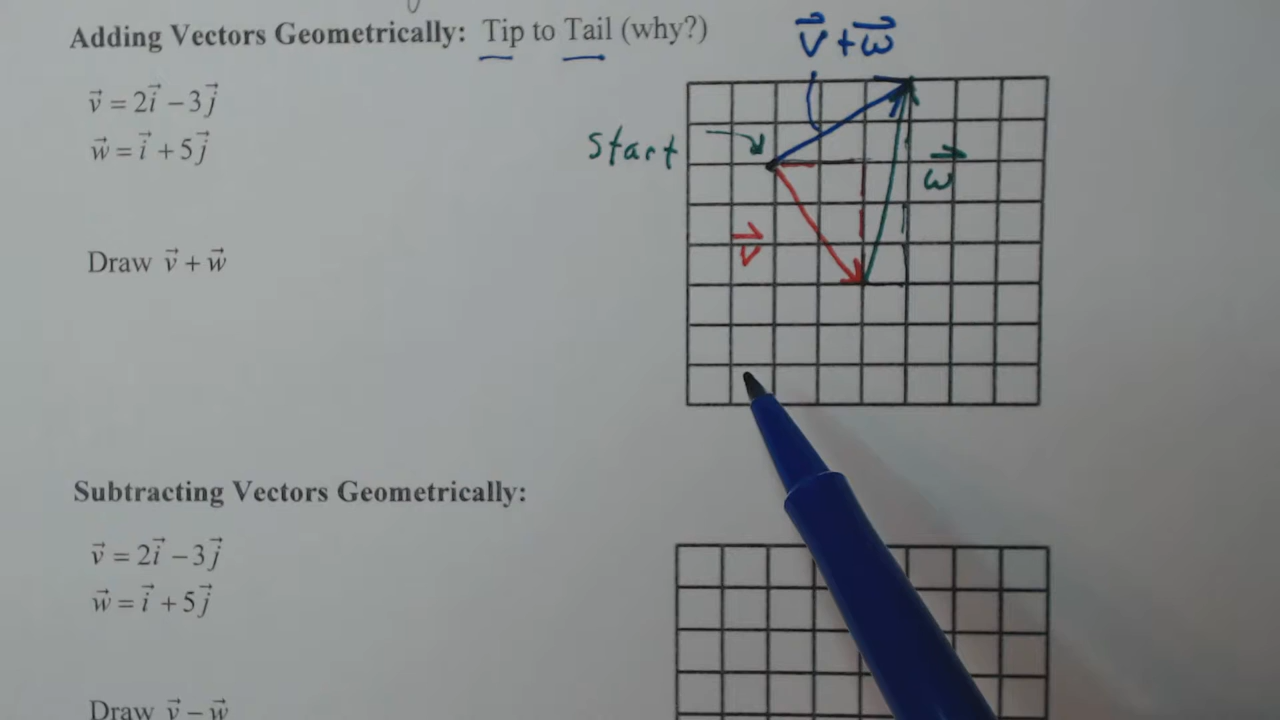 Adding Vectors Geometrically: Tip to Tail (why?)
v⃗ + w⃗
v⃗ = 2i⃗ − 3j⃗
w⃗ = i⃗ + 5j⃗
Start
w⃗
v⃗
Draw v⃗ + w⃗
Subtracting Vectors Geometrically:
v⃗ = 2i⃗ − 3j⃗
w⃗ = i⃗ + 5j⃗
Draw v⃗ − w⃗